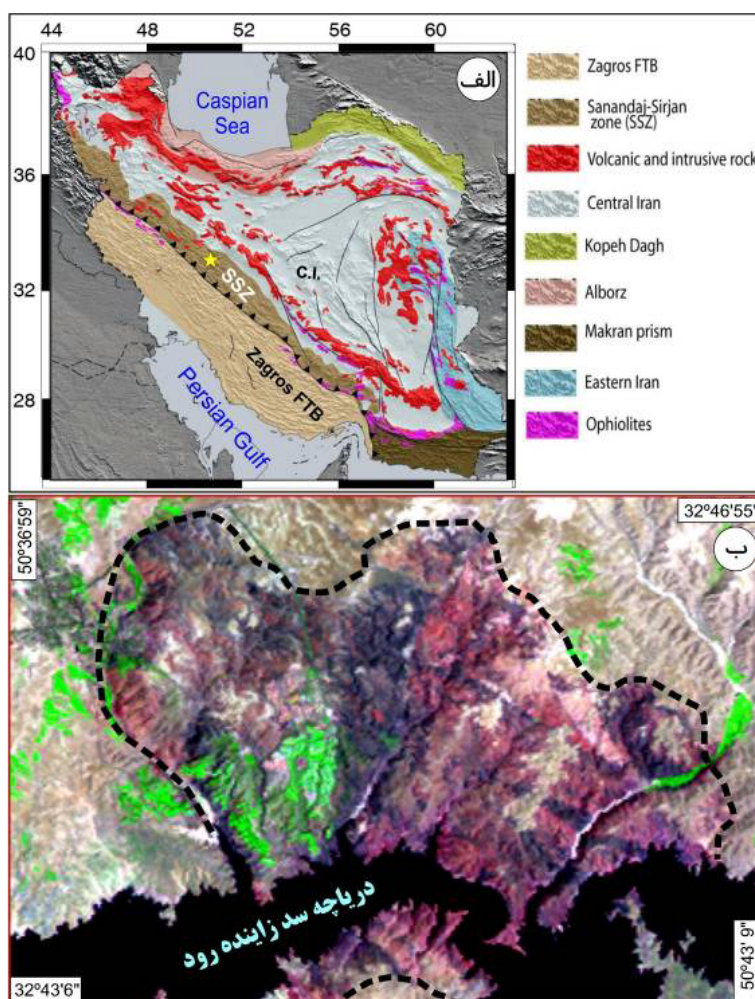 44 48 52 56 60
40
36
32
28
الف
Caspian
Sea
C.I.
SSZ
Zagros FTB
Persian Gulf
Zagros FTB
Sanandaj-Sirjan
zone (SSZ)
Volcanic and intrusive rock
Central Iran
Kopeh Dagh
Alborz
Makran prism
Eastern Iran
Ophiolites
50°36'59"
32°46'55"
ب
دریاچه سد زاینده رود
32°43'6"
50°43' 9"